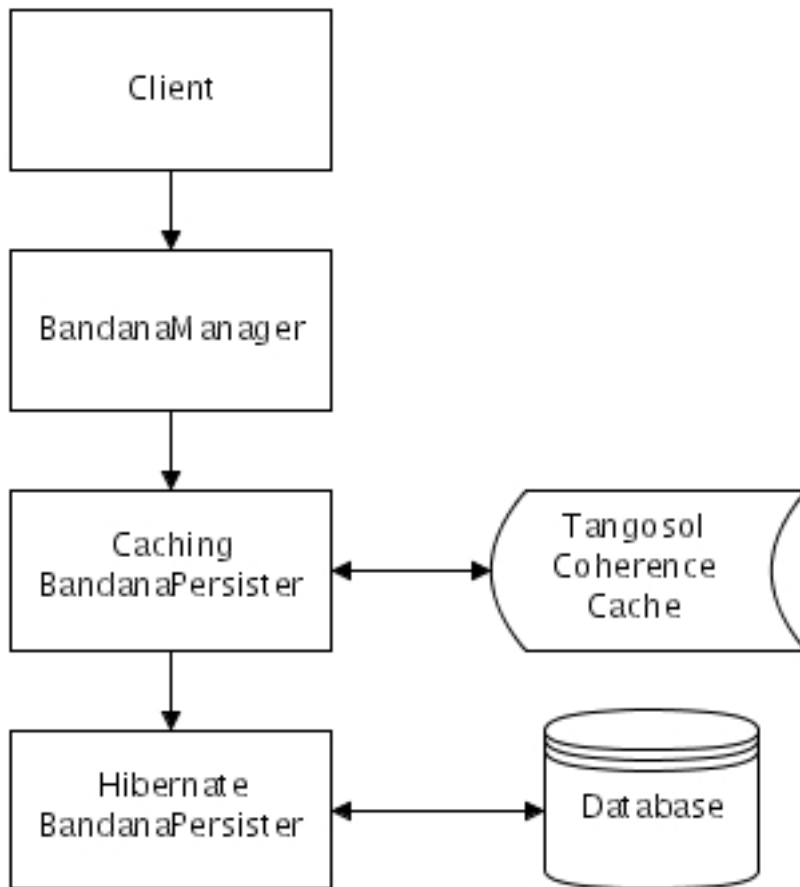 Client
BandanaManager
Caching
BandanaPersister
Tangosol
Coherence
Cache
Hibernate
BandanaPersister
Database